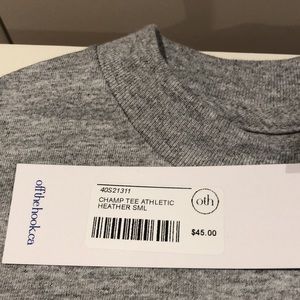 offthehook.ca
40S21311
CHAMP TEE ATHLETIC
HEATHER SML
oth
$45.00